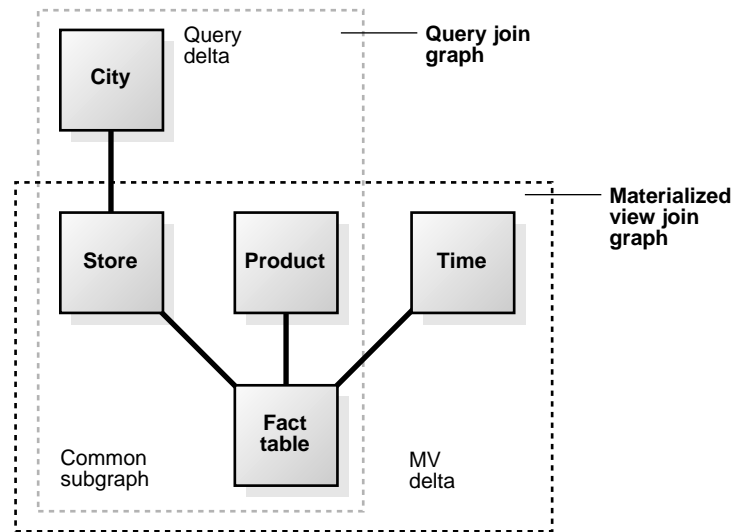 Query
delta
Query join
graph
City
Materialized
view join
graph
Store
Product
Time
Fact
table
Common
subgraph
MV
delta